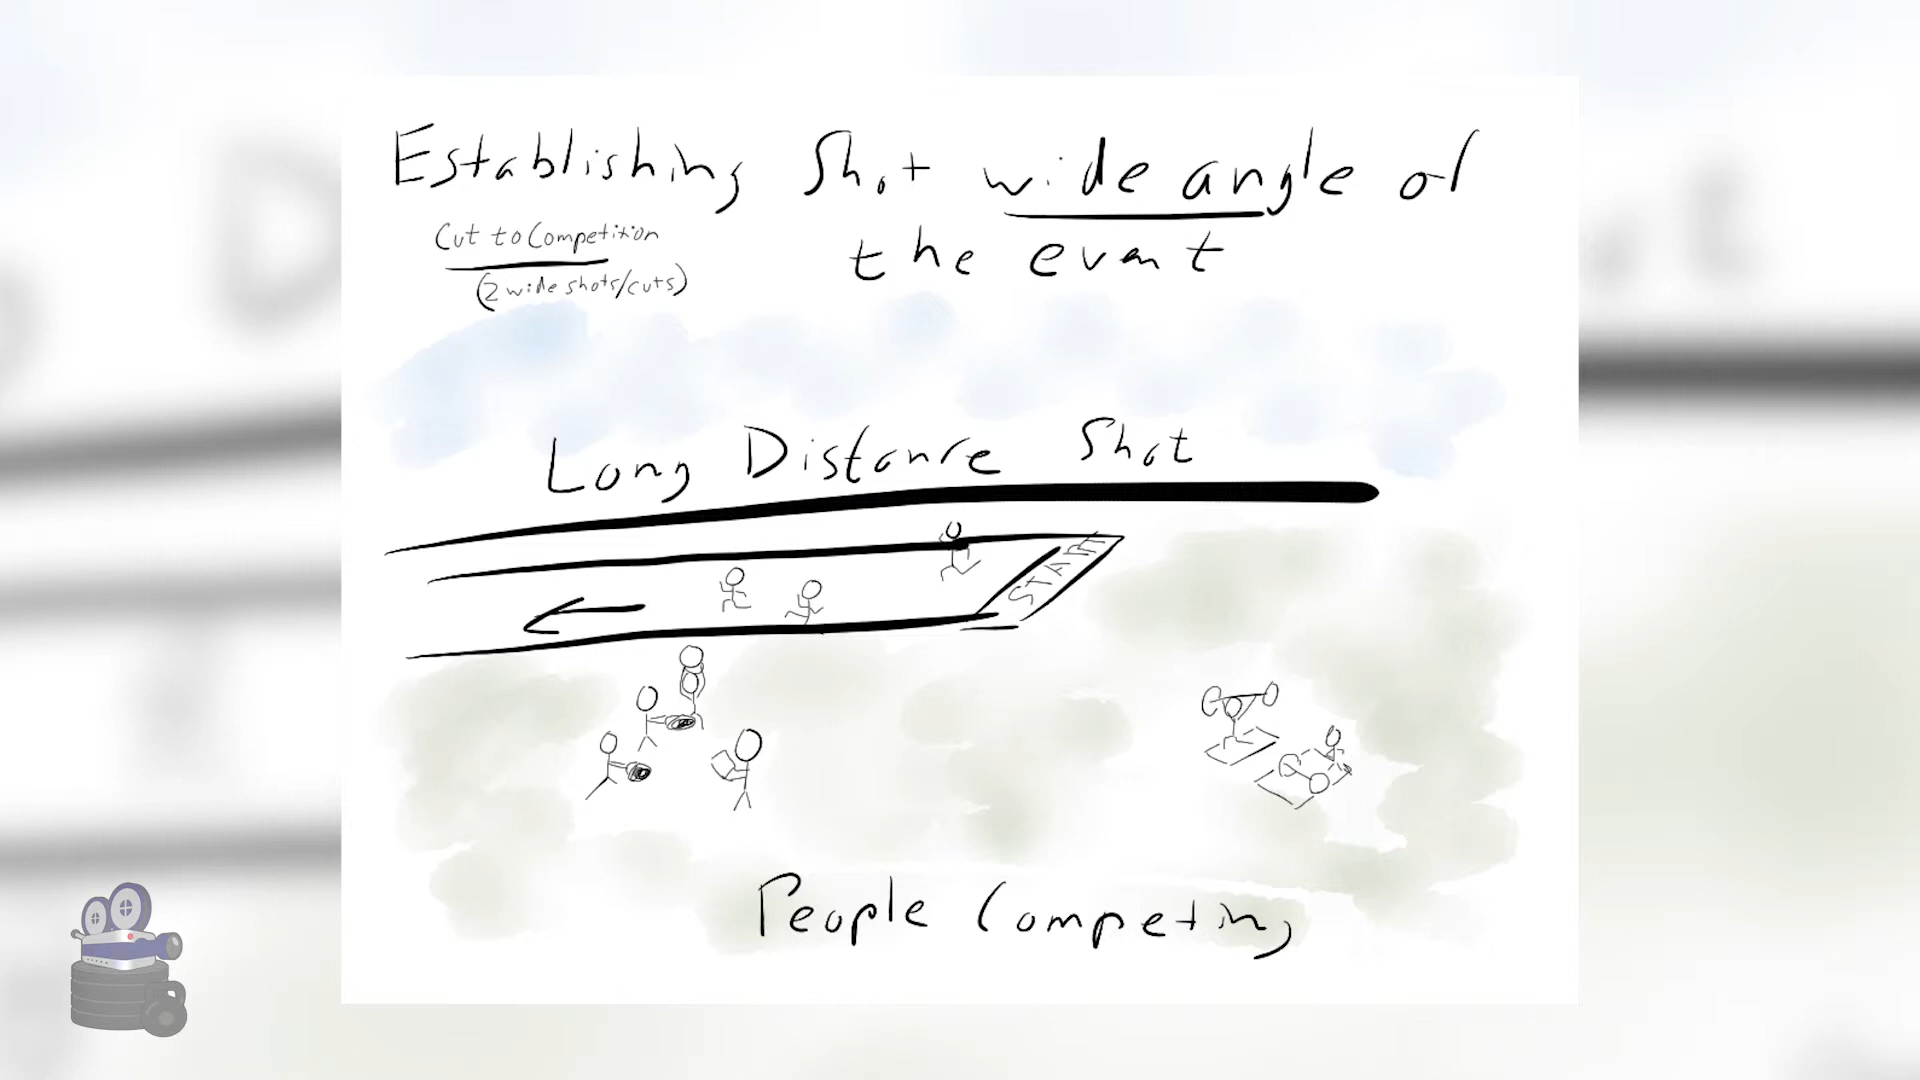 Establishing Shot wide angle of
the event
Cut to Competition
(2 wide shots/cuts)
Long Distance Shot
START
People Competing